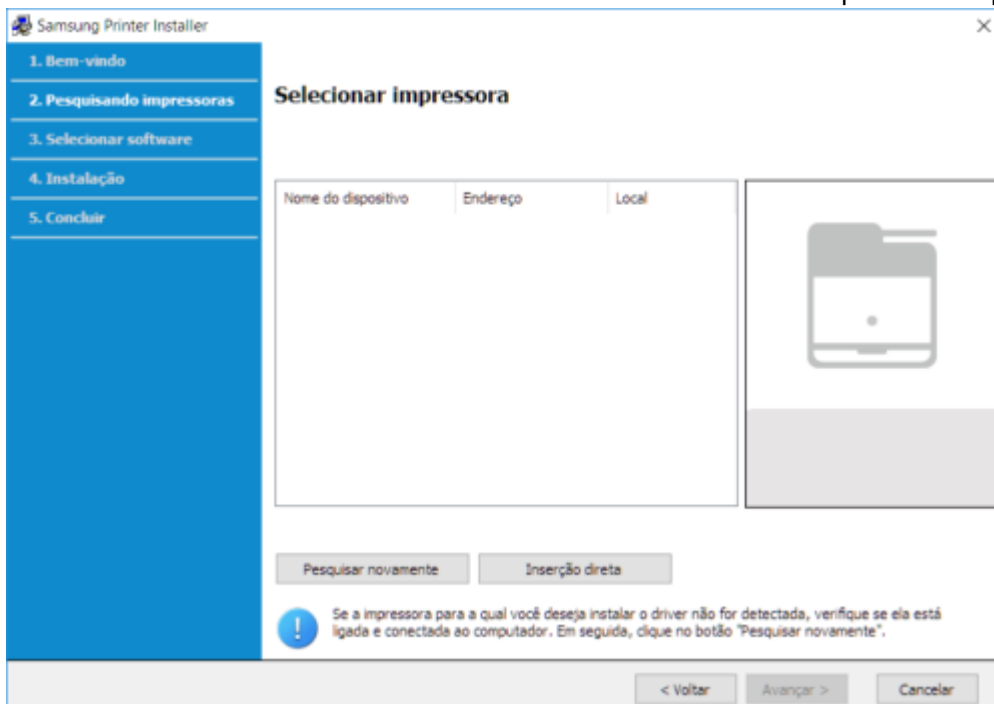 Samsung Printer Installer
1. Bem-vindo
2. Pesquisando impressoras
3. Selecionar software
4. Instalação
5. Concluir
Selecionar impressora
Nome do dispositivo Endereço Local
Pesquisar novamente Inserção direta
Se a impressora para a qual você deseja instalar o driver não for detectada, verifique se ela está
ligada e conectada ao computador. Em seguida, clique no botão "Pesquisar novamente".
< Voltar Avançar > Cancelar